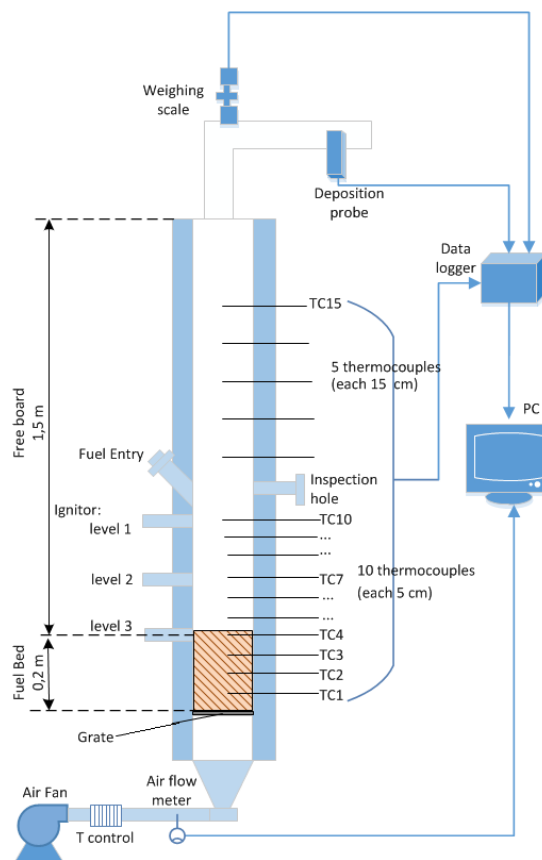 Weighing
scale
Deposition
probe
Data
logger
TC15
5 thermocouples
(each 15 cm)
PC
Free board
1,5 m
Fuel Entry
Inspection
hole
Ignitor:
level 1
TC10
...
...
level 2
TC7
10 thermocouples
(each 5 cm)
...
...
level 3
TC4
TC3
TC2
TC1
Fuel Bed
0,2 m
Grate
Air Fan
Air flow
meter
T control